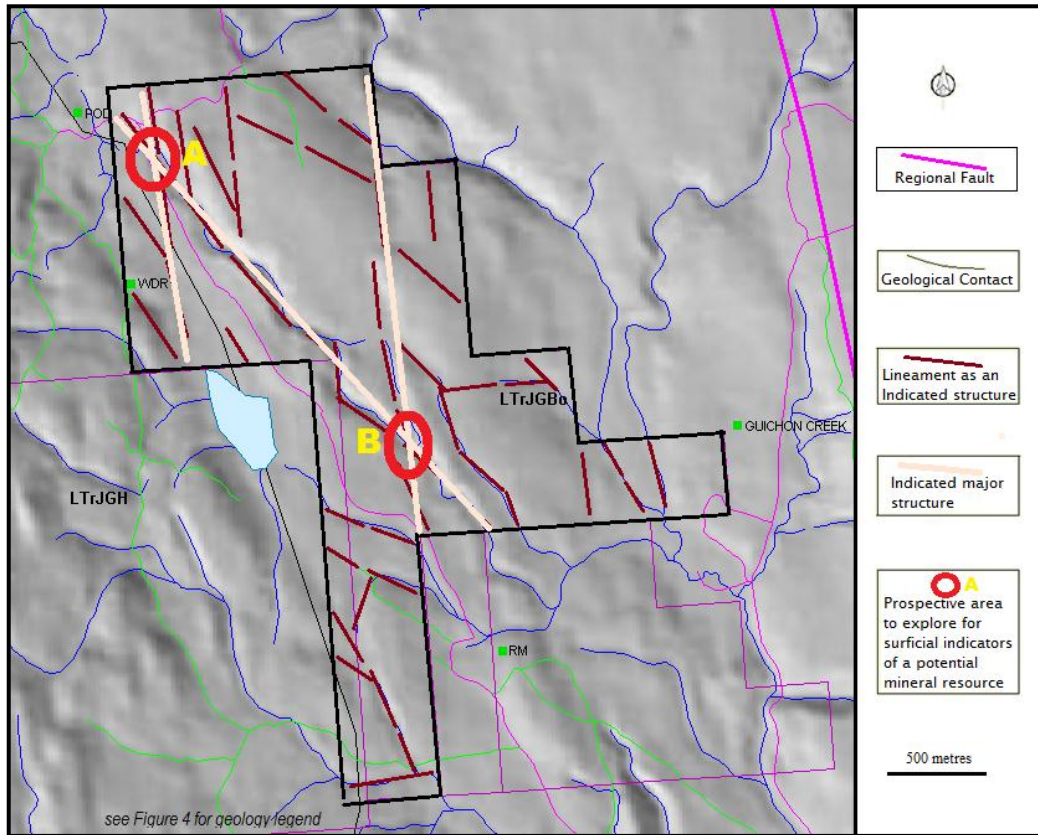 POD
A
WDR
LTrJGBo
GUICHON CREEK
B
LTrJGH
RM
see Figure 4 for geology legend
Regional Fault
Geological Contact
Lineament as an
Indicated structure
Indicated major
structure
A
Prospective area
to explore for
surficial indicators
of a potential
mineral resource
500 metres